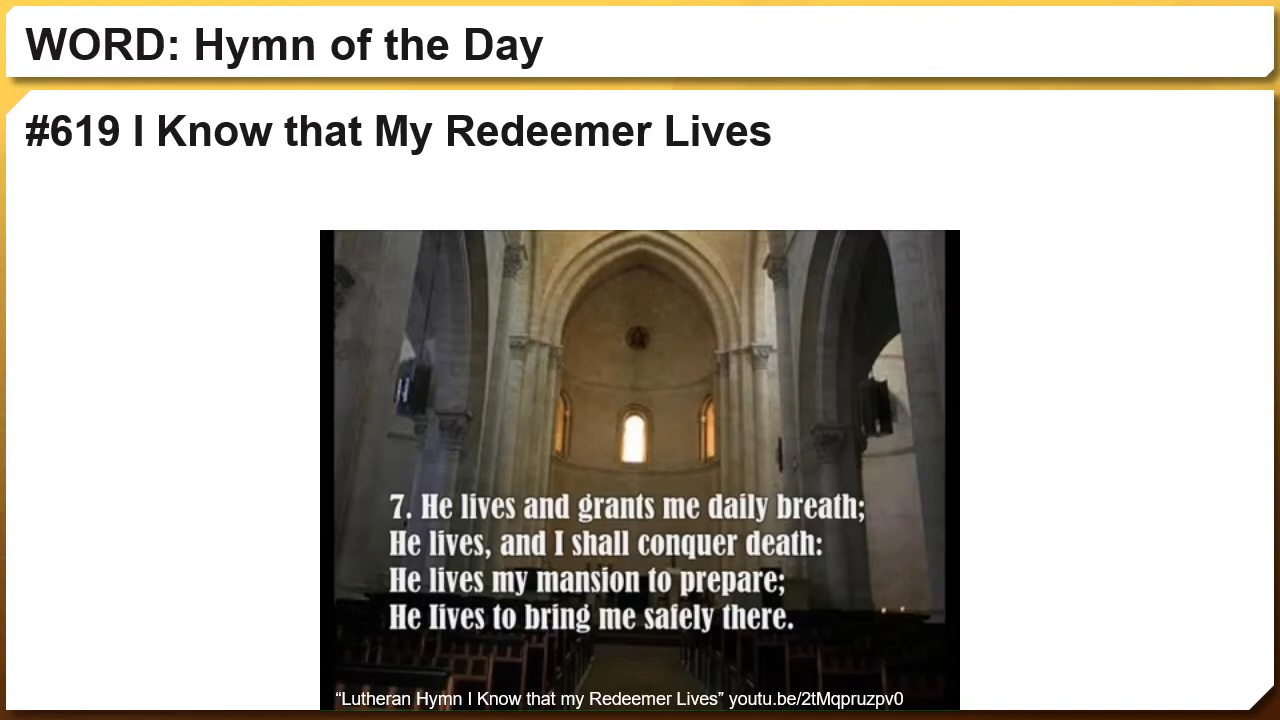 WORD: Hymn of the Day
#619 I Know that My Redeemer Lives
7. He lives and grants me daily breath;
He lives, and I shall conquer death:
He lives my mansion to prepare;
He lives to bring me safely there.
“Lutheran Hymn I Know that my Redeemer Lives” youtu.be/2tMqpruzpv0